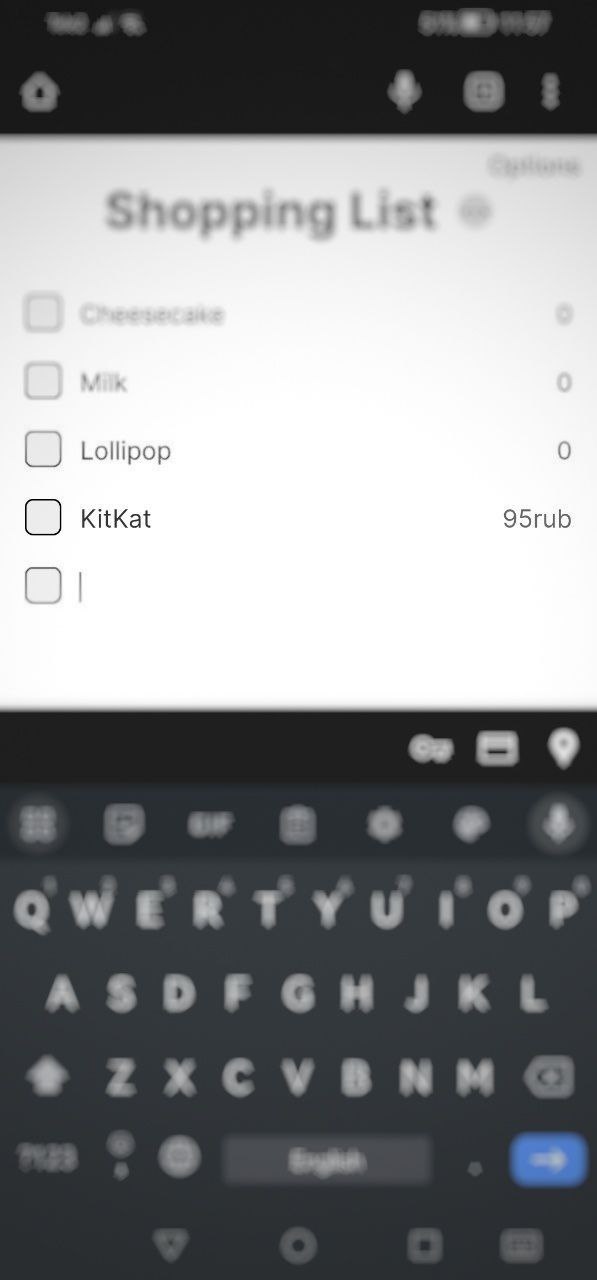 Options
Shopping List
Cheesecake 0
Milk 0
Lollipop 0
KitKat 95rub
GIF
Q W E R T Y U I O P
A S D F G H J K L
Z X C V B N M
?123 , English .